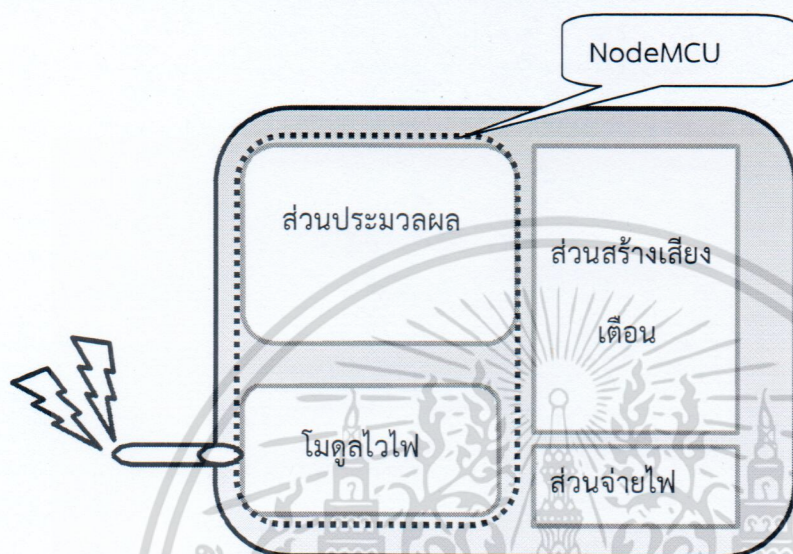 NodeMCU
ส่วนประมวลผล
ส่วนสร้างเสียง
เตือน
โมดูลไวไฟ
ส่วนจ่ายไฟ